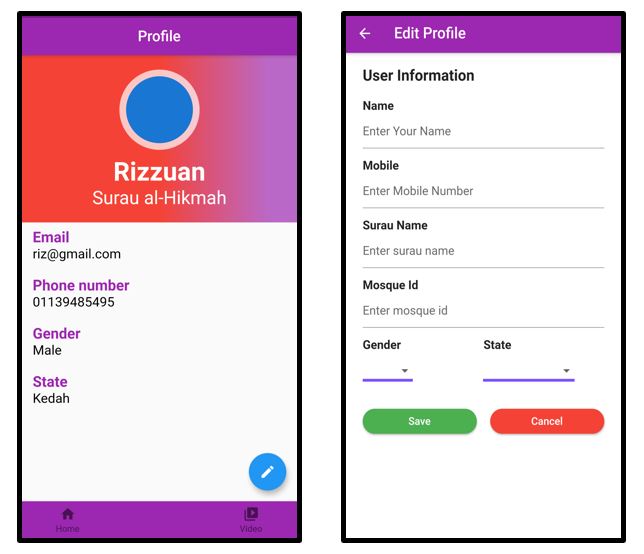 Profile
Rizzuan
Surau al-Hikmah
Email
riz@gmail.com
Phone number
01139485495
Gender
Male
State
Kedah
Home
Video
Edit Profile
User Information
Name
Enter Your Name
Mobile
Enter Mobile Number
Surau Name
Enter surau name
Mosque Id
Enter mosque id
Gender State
Save Cancel